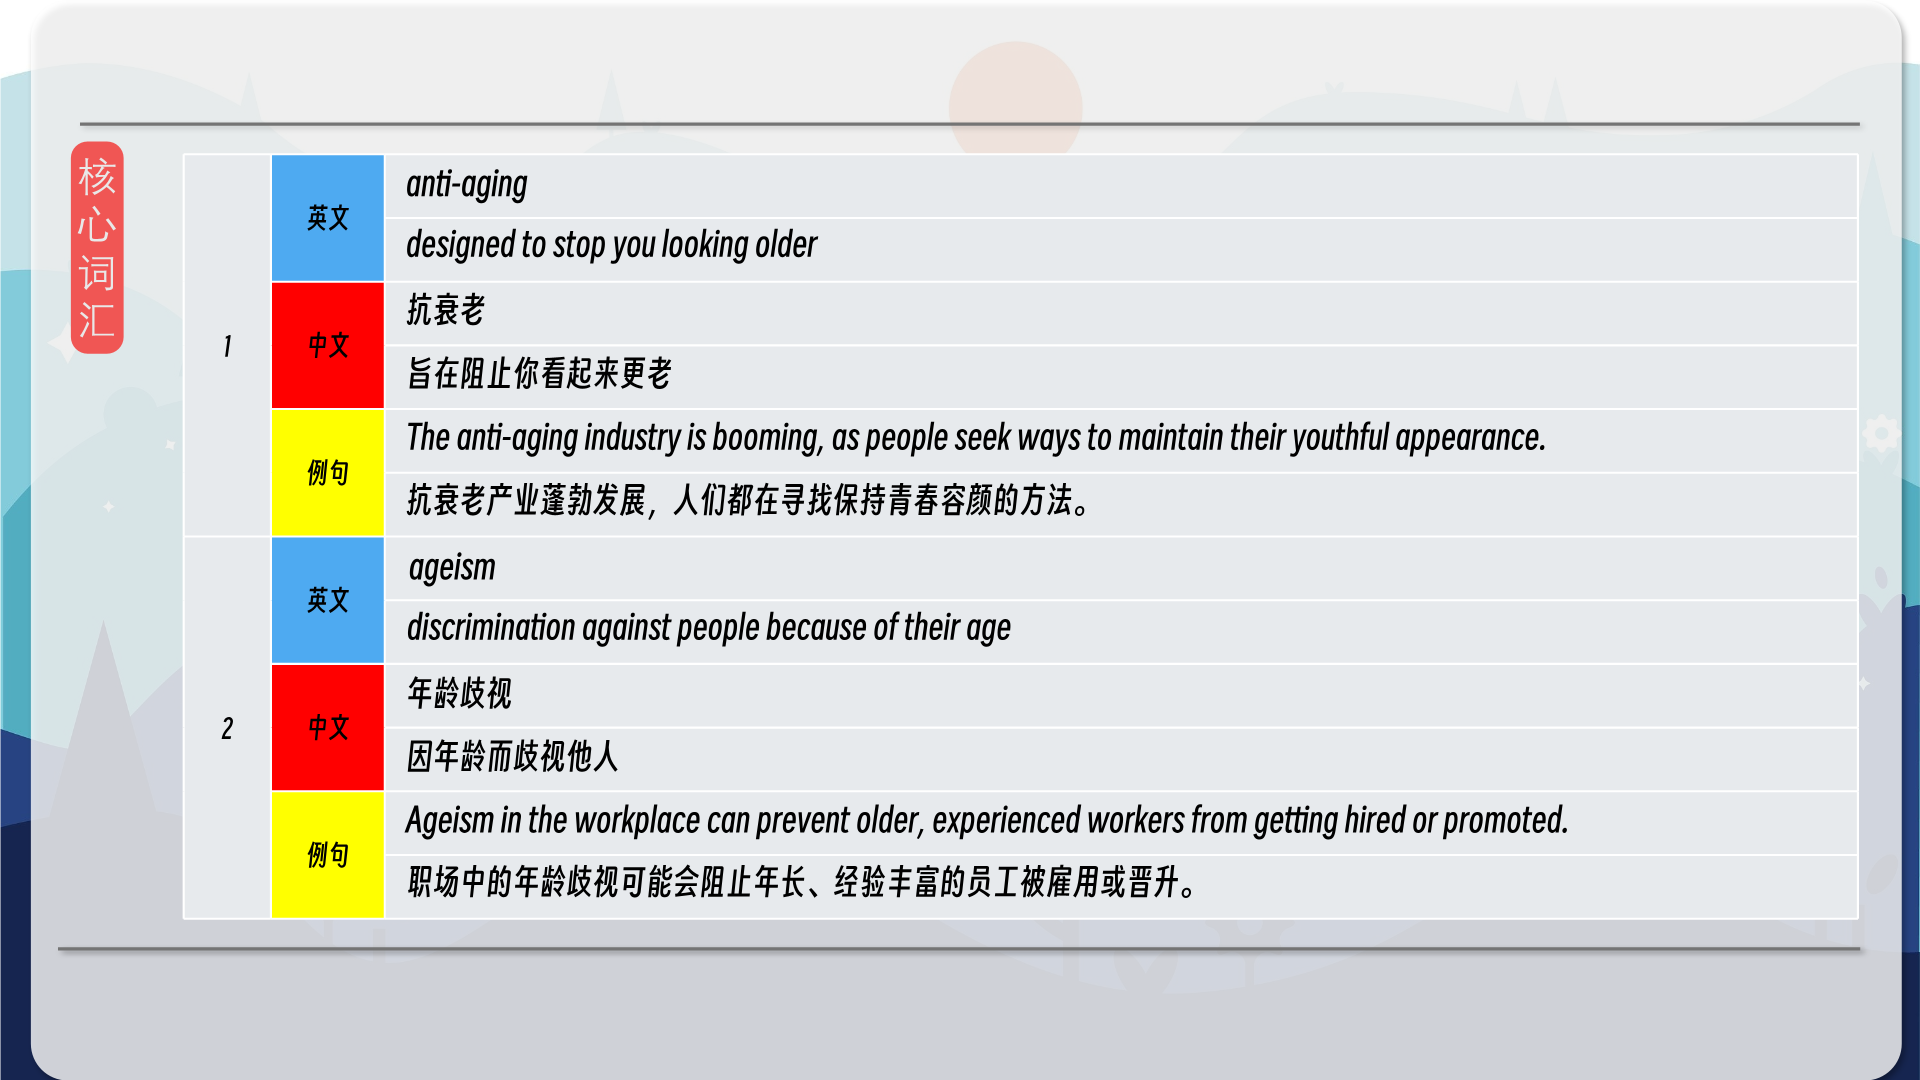 核心词汇
1
英文
anti-aging
designed to stop you looking older
中文
抗衰老
旨在阻止你看起来更老
例句
The anti-aging industry is booming, as people seek ways to maintain their youthful appearance.
抗衰老产业蓬勃发展，人们都在寻找保持青春容颜的方法。
2
英文
ageism
discrimination against people because of their age
中文
年龄歧视
因年龄而歧视他人
例句
Ageism in the workplace can prevent older, experienced workers from getting hired or promoted.
职场中的年龄歧视可能会阻止年长、经验丰富的员工被雇用或晋升。